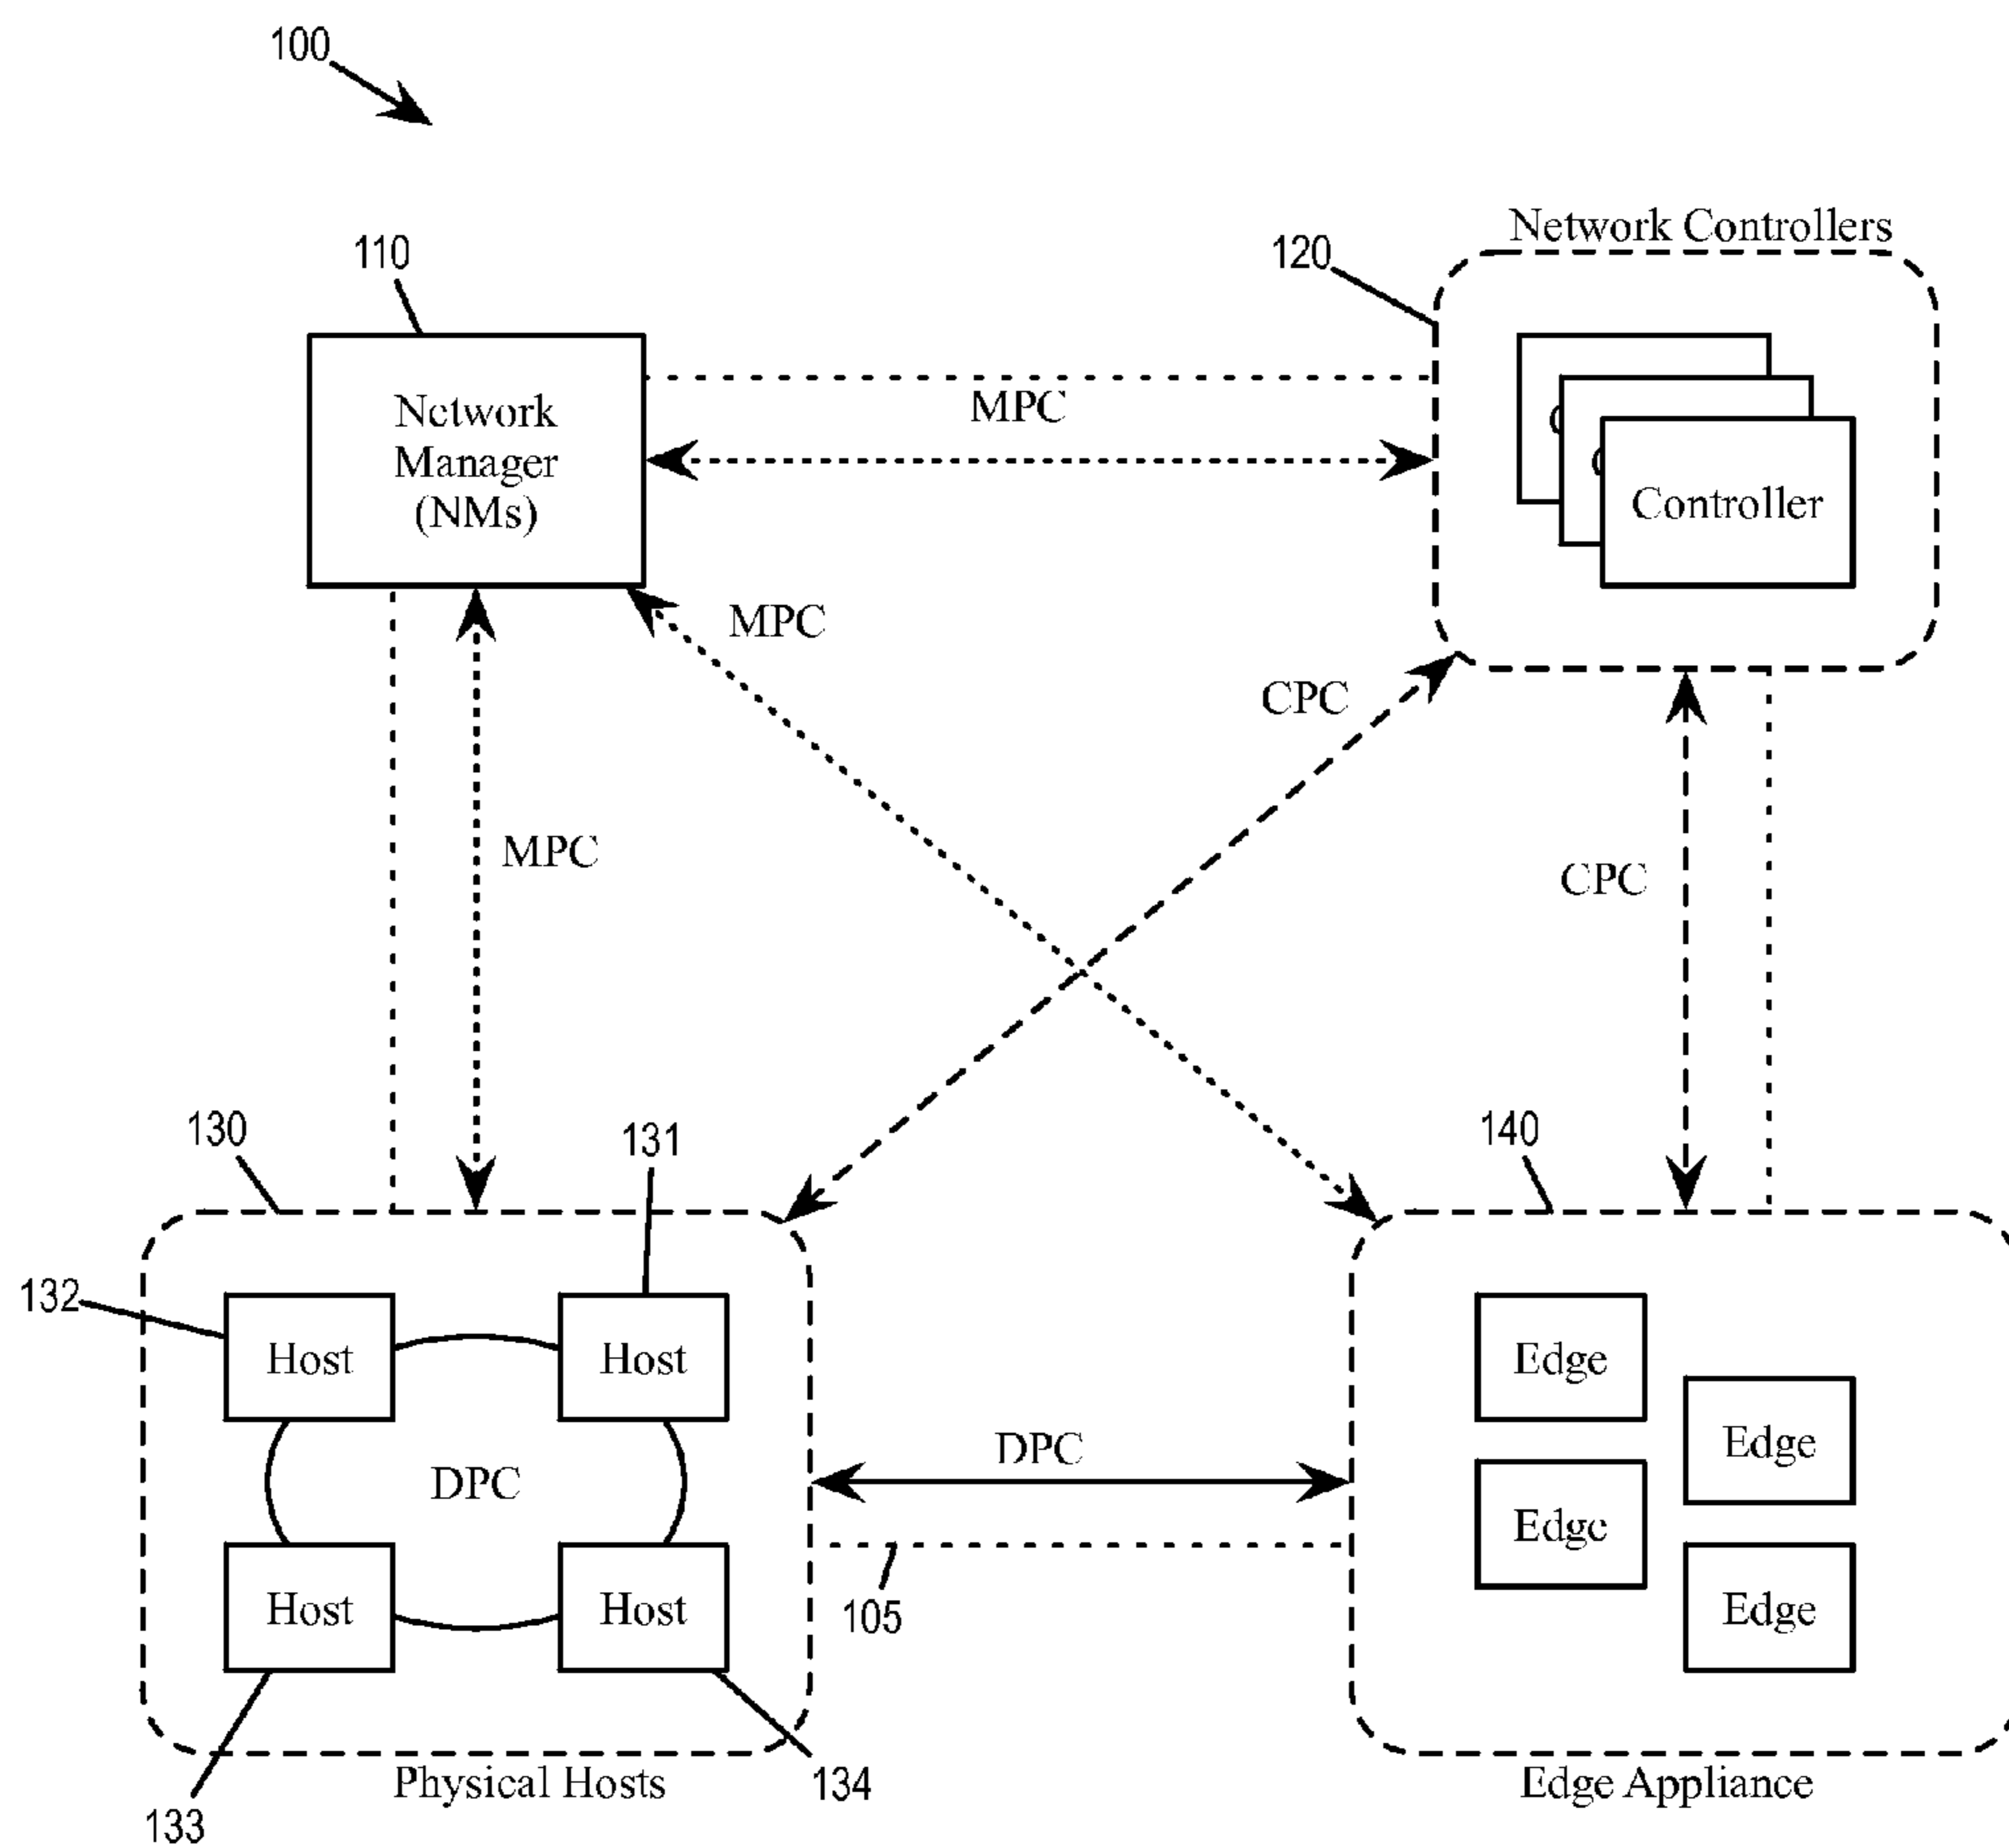 100
Network Controllers
110
120
Network
Manager
(NMs)
MPC
Controller
MPC
CPC
MPC
CPC
130
131
140
132
Host
Host
Edge
DPC
Edge
DPC
Edge
Host
Host
Edge
105
Physical Hosts
134
Edge Appliance
133